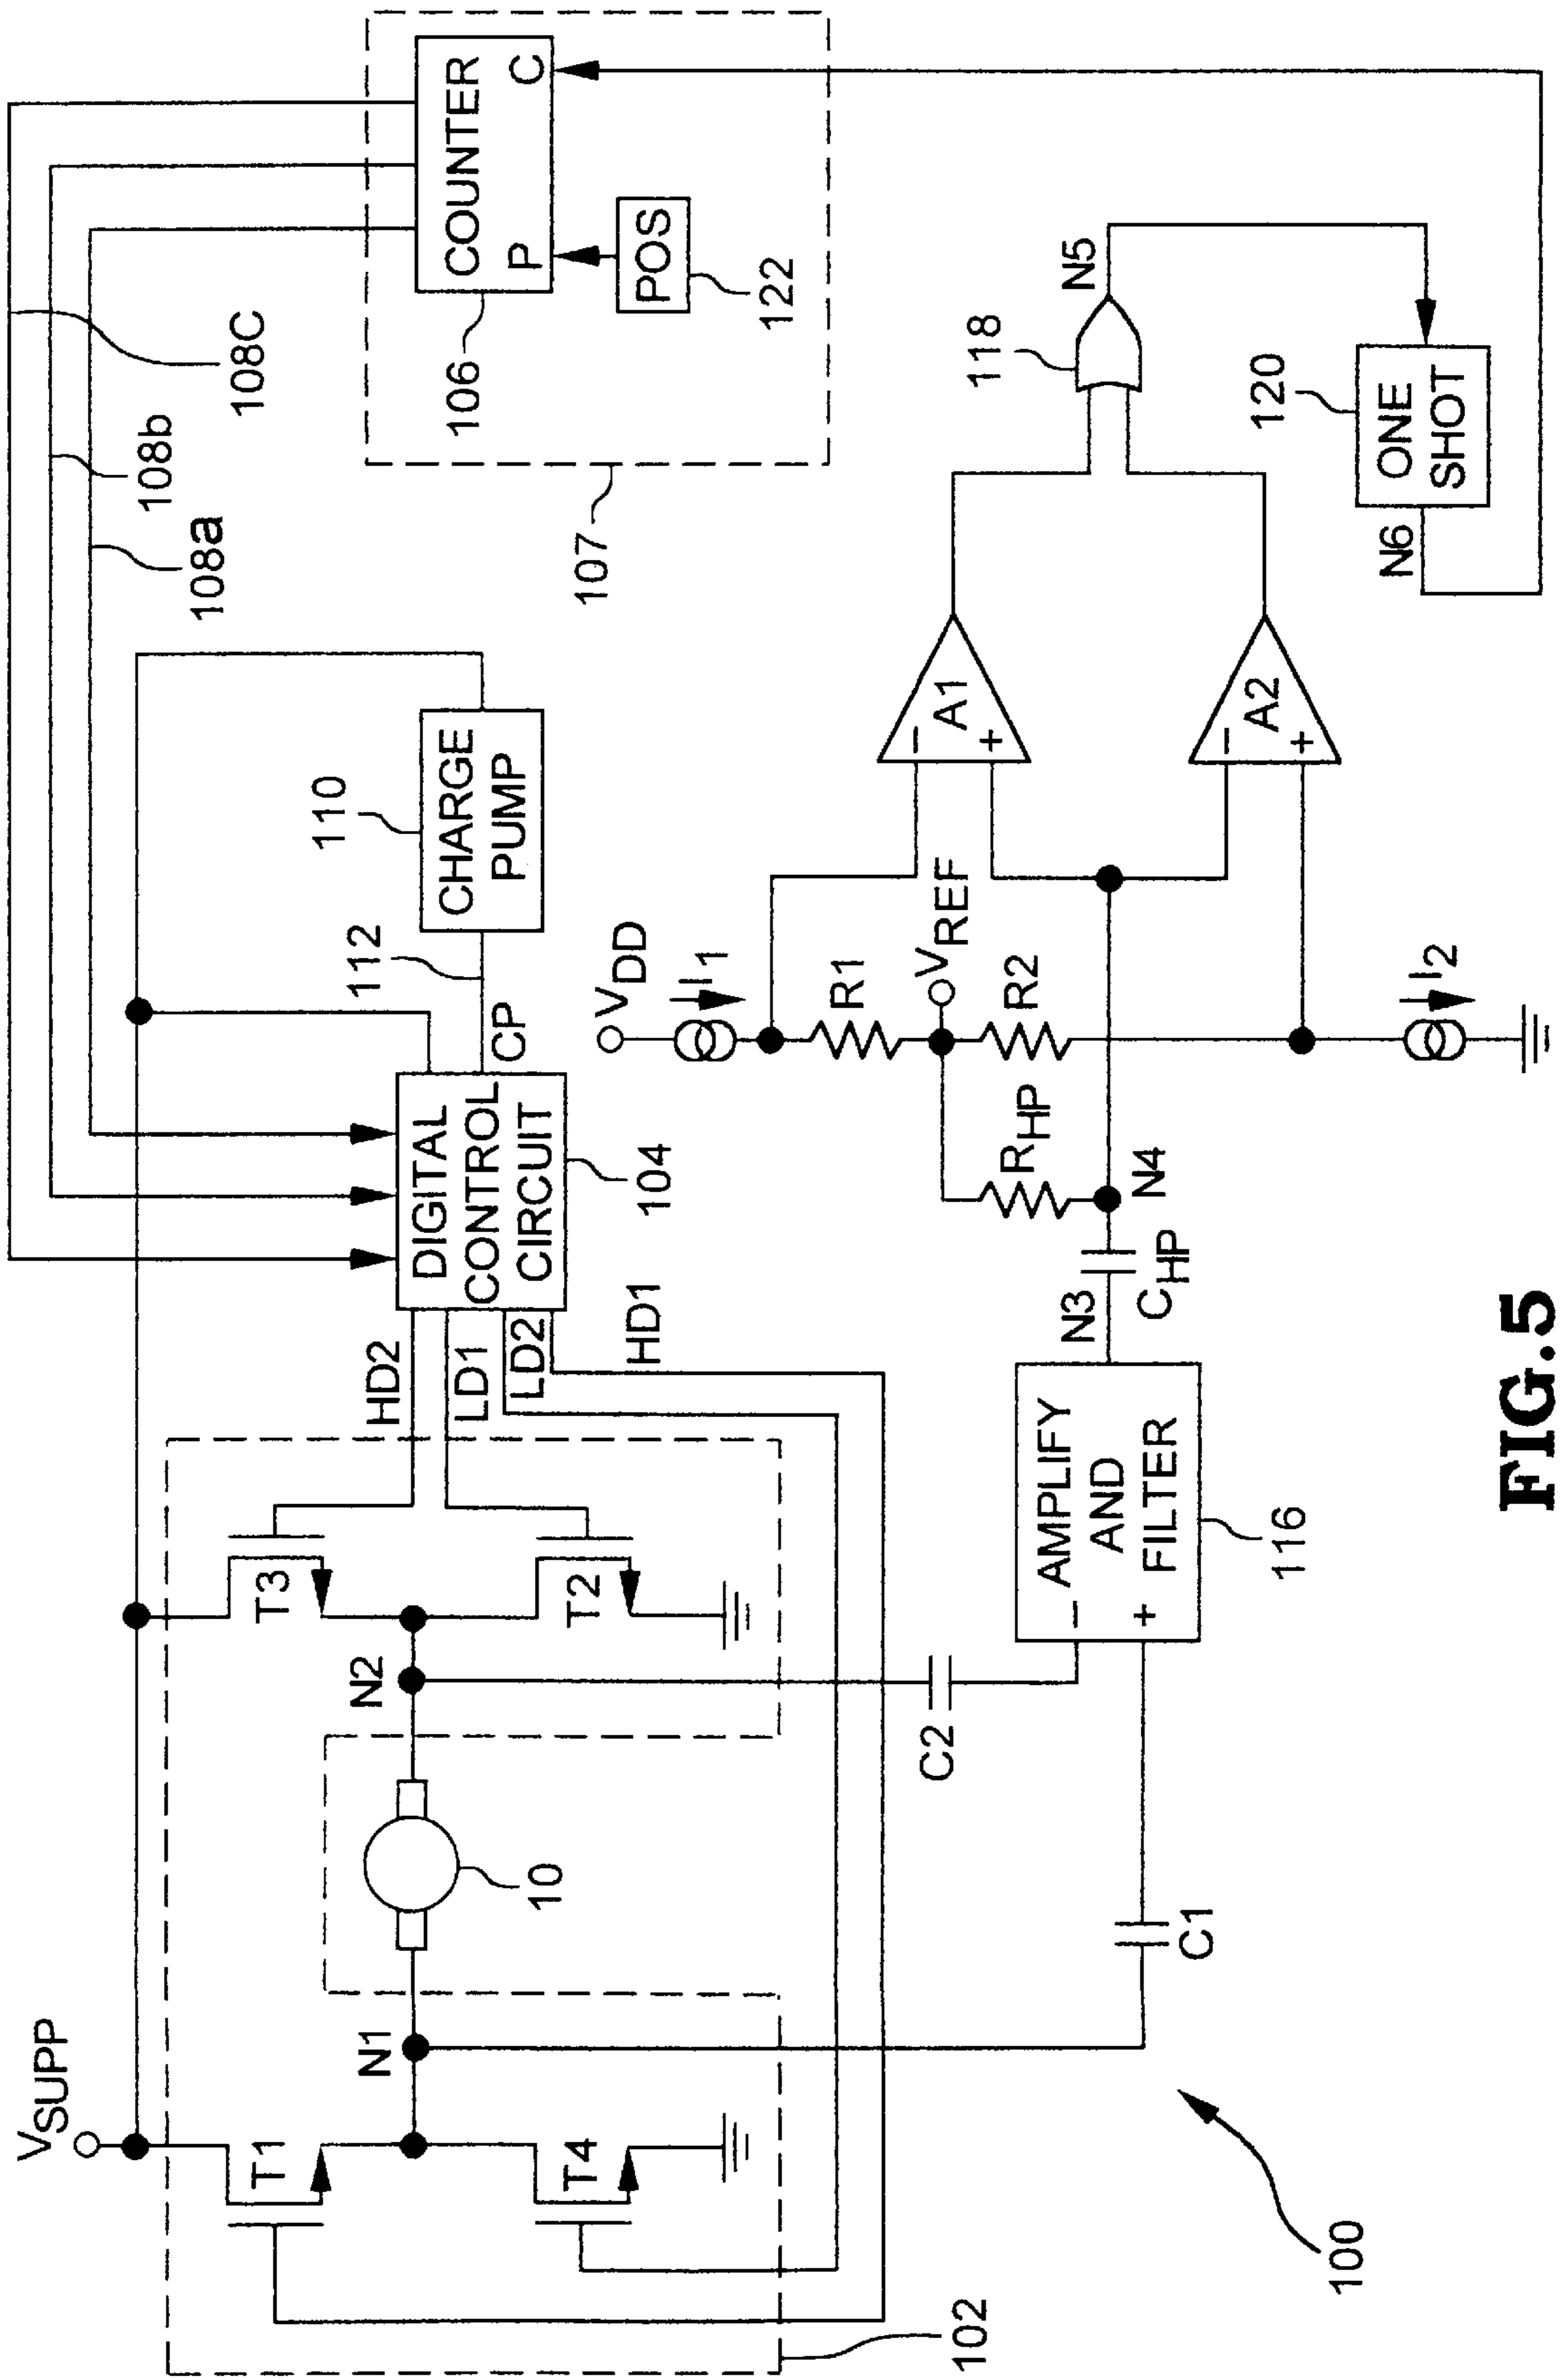 VSUPP
T1
T4
N1
10
N2
T3
T2
102
HD2
LD1
LD2
HD1
DIGITAL
CONTROL
CIRCUIT
104
CP
112
CHARGE
PUMP
110
108a
108b
108C
COUNTER
P
C
106
POS
122
107
C1
C2
-
+
AMPLIFY
AND
FILTER
116
N3
CHP
N4
RHP
VDD
I1
R1
VREF
R2
I2
-
+
A1
-
+
A2
118
N5
120
ONE
SHOT
N6
100
FIG.5